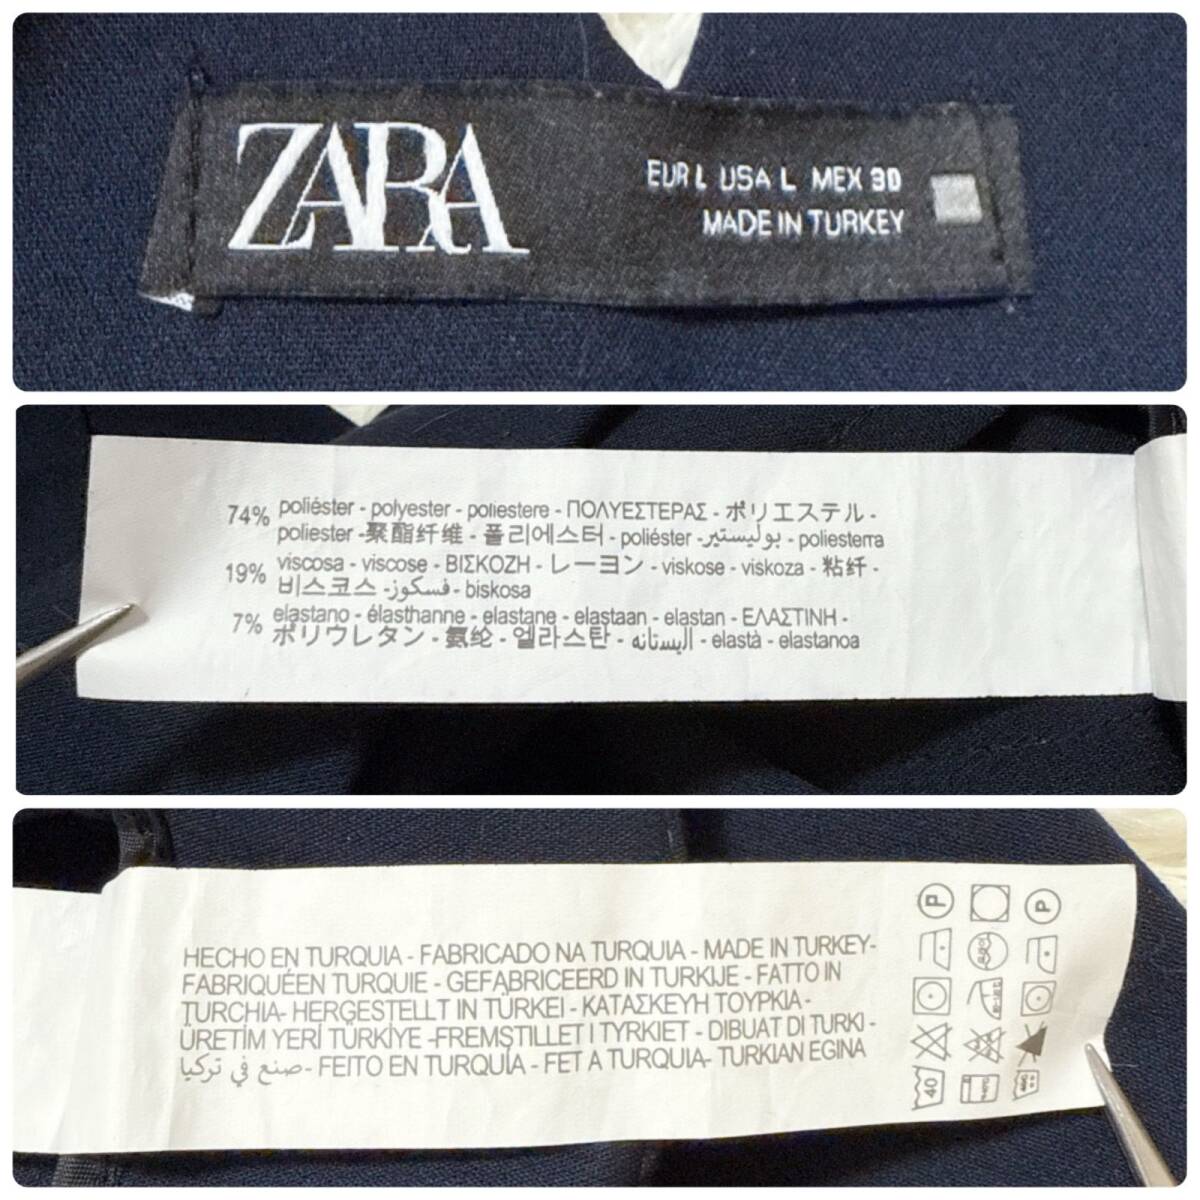 ZARA
EUR L USA L MEX 30
MADE IN TURKEY
74% poliéster - polyester - poliestere - ΠΟΛΥΕΣΤΕΡΑΣ - ポリエステル -
poliester -聚酯纤维 - 폴리에스터 - poliéster -بوليستير - poliesterra
19% viscosa - viscose - ΒΙΣΚΟΖΗ - レーヨン - viskose - viskoza - 粘纤 -
비스코스 -فسكوز - biskosa
7% elastano - élasthanne - elastane - elastaan - elastan - ΕΛΑΣΤΙΝΗ -
ポリウレタン - 氨纶 - 엘라스탄 - اليستانه - elastà - elastanoa
HECHO EN TURQUIA - FABRICADO NA TURQUIA - MADE IN TURKEY-
FABRIQUÉEN TURQUIE - GEFABRICEERD IN TURKIJE - FATTO IN
TURCHIA- HERGESTELLT IN TÜRKEI - ΚΑΤΑΣΚΕΥΗ ΤΟΥΡΚΙΑ -
ÜRETİM YERİ TÜRKİYE -FREMSTILLET I TYRKIET - DIBUAT DI TURKI -
صنع في تركيا - FEITO EN TURQUÍA - FET A TURQUIA- TURKIAN EGINA
P P
40